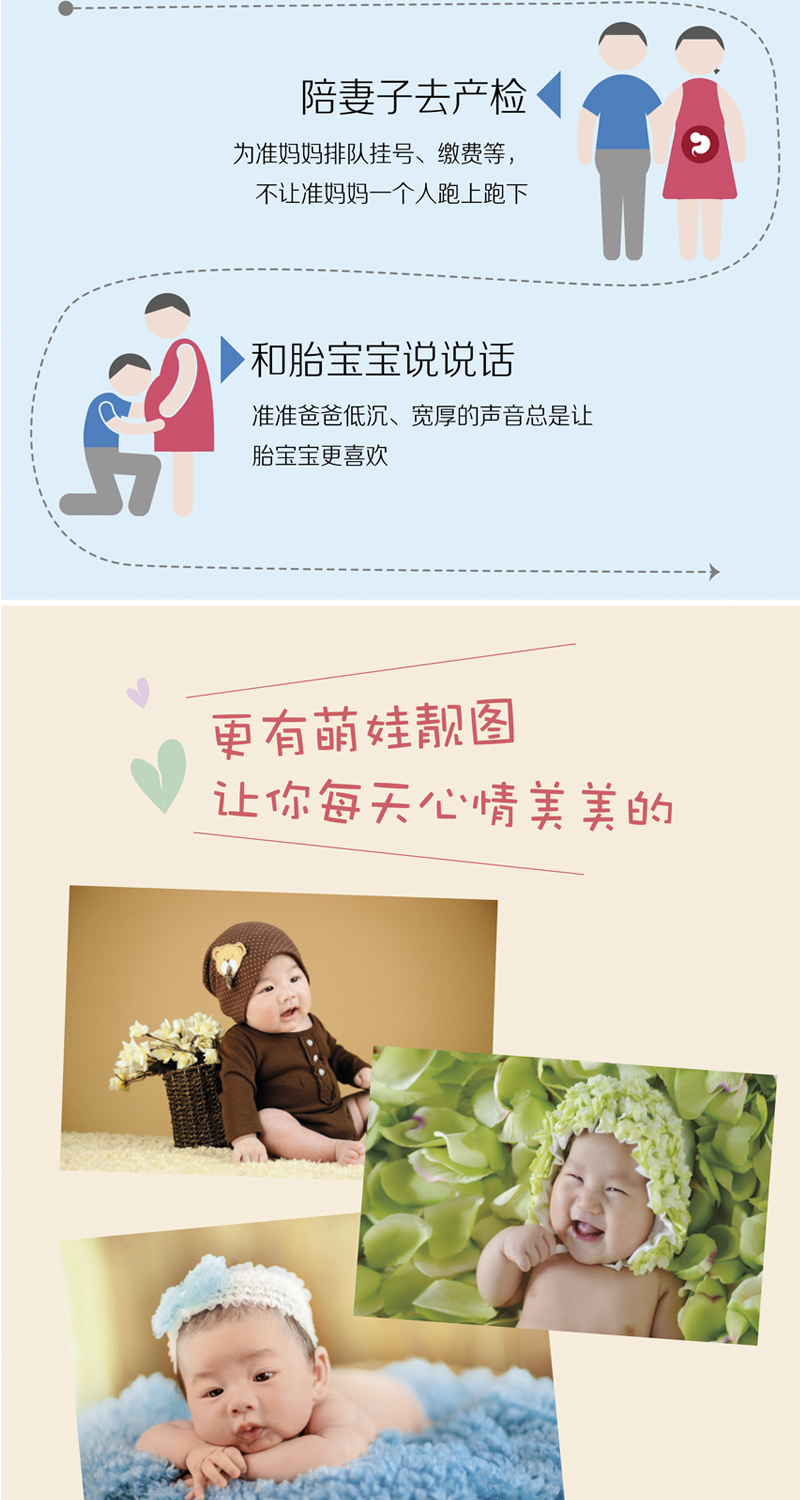 陪妻子去产检
为准妈妈排队挂号、缴费等，
不让准妈妈一个人跑上跑下
和胎宝宝说说话
准准爸爸低沉、宽厚的声音总是让
胎宝宝更喜欢
更有萌娃靓图
让你每天心情美美的